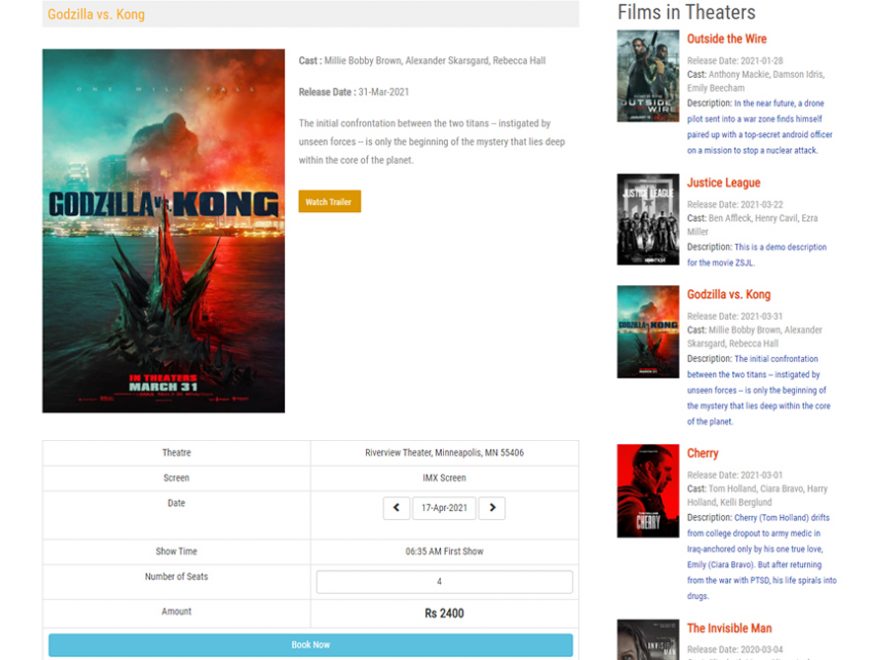 Godzilla vs. Kong
ONE WILL FALL
GODZILLA vs. KONG
IN THEATERS
MARCH 31
Cast : Millie Bobby Brown, Alexander Skarsgard, Rebecca Hall
Release Date : 31-Mar-2021
The initial confrontation between the two titans -- instigated by
unseen forces -- is only the beginning of the mystery that lies deep
within the core of the planet.
Watch Trailer
Theatre Riverview Theater, Minneapolis, MN 55406
Screen IMX Screen
Date 17-Apr-2021
Show Time 06:35 AM First Show
Number of Seats 4
Amount Rs 2400
Book Now
Films in Theaters
OUTSIDE
THE WIRE
Outside the Wire
Release Date: 2021-01-28
Cast: Anthony Mackie, Damson Idris,
Emily Beecham
Description: In the near future, a drone
pilot sent into a war zone finds himself
paired up with a top-secret android officer
on a mission to stop a nuclear attack.
JUSTICE LEAGUE
Justice League
Release Date: 2021-03-22
Cast: Ben Affleck, Henry Cavil, Ezra
Miller
Description: This is a demo description
for the movie ZSJL.
GODZILLA vs. KONG
Godzilla vs. Kong
Release Date: 2021-03-31
Cast: Millie Bobby Brown, Alexander
Skarsgard, Rebecca Hall
Description: The initial confrontation
between the two titans -- instigated by
unseen forces -- is only the beginning of
the mystery that lies deep within the core
of the planet.
CHERRY
Cherry
Release Date: 2021-03-01
Cast: Tom Holland, Ciara Bravo, Harry
Holland, Kelli Berglund
Description: Cherry (Tom Holland) drifts
from college dropout to army medic in
Iraq-anchored only by his one true love,
Emily (Ciara Bravo). But after returning
from the war with PTSD, his life spirals into
drugs.
INVISIBLE
MAN
The Invisible Man
Release Date: 2020-03-04